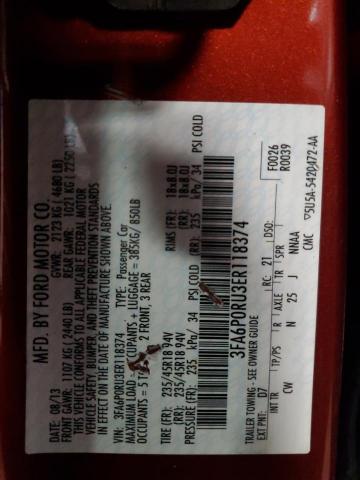 MFD. BY FORD MOTOR CO.
DATE: 08/13 GVWR: 2123 KG (4680 LB)
FRONT GAWR: 1107 KG (2440 LB) REAR GAWR: 1021 KG (2250 LB)
THIS VEHICLE CONFORMS TO ALL APPLICABLE FEDERAL MOTOR
VEHICLE SAFETY, BUMPER, AND THEFT PREVENTION STANDARDS
IN EFFECT ON THE DATE OF MANUFACTURE SHOWN ABOVE.
VIN: 3FA6P0RU3ER118374 TYPE: Passenger Car
MAXIMUM LOAD = OCCUPANTS + LUGGAGE = 385KG/ 850LB
OCCUPANTS = 5 2 FRONT, 3 REAR
TIRE (FR): 235/45R18 94V RIMS (FR): 18x8.0J
(RR): 235/45R18 94V (RR): 18x8.0J
PRESSURE (FR): 235 kPa/ 34 PSI COLD (RR): 235 kPa/ 34 PSI COLD
3FA6P0RU3ER118374
TRAILER TOWING - SEE OWNER GUIDE F0026
EXT PNT: D7 RC: 21 DSO: R0039
INT TR TP/PS R AXLE TR SPR
CW N 25 J NNAA
CMC 5U5A-5420472-AA